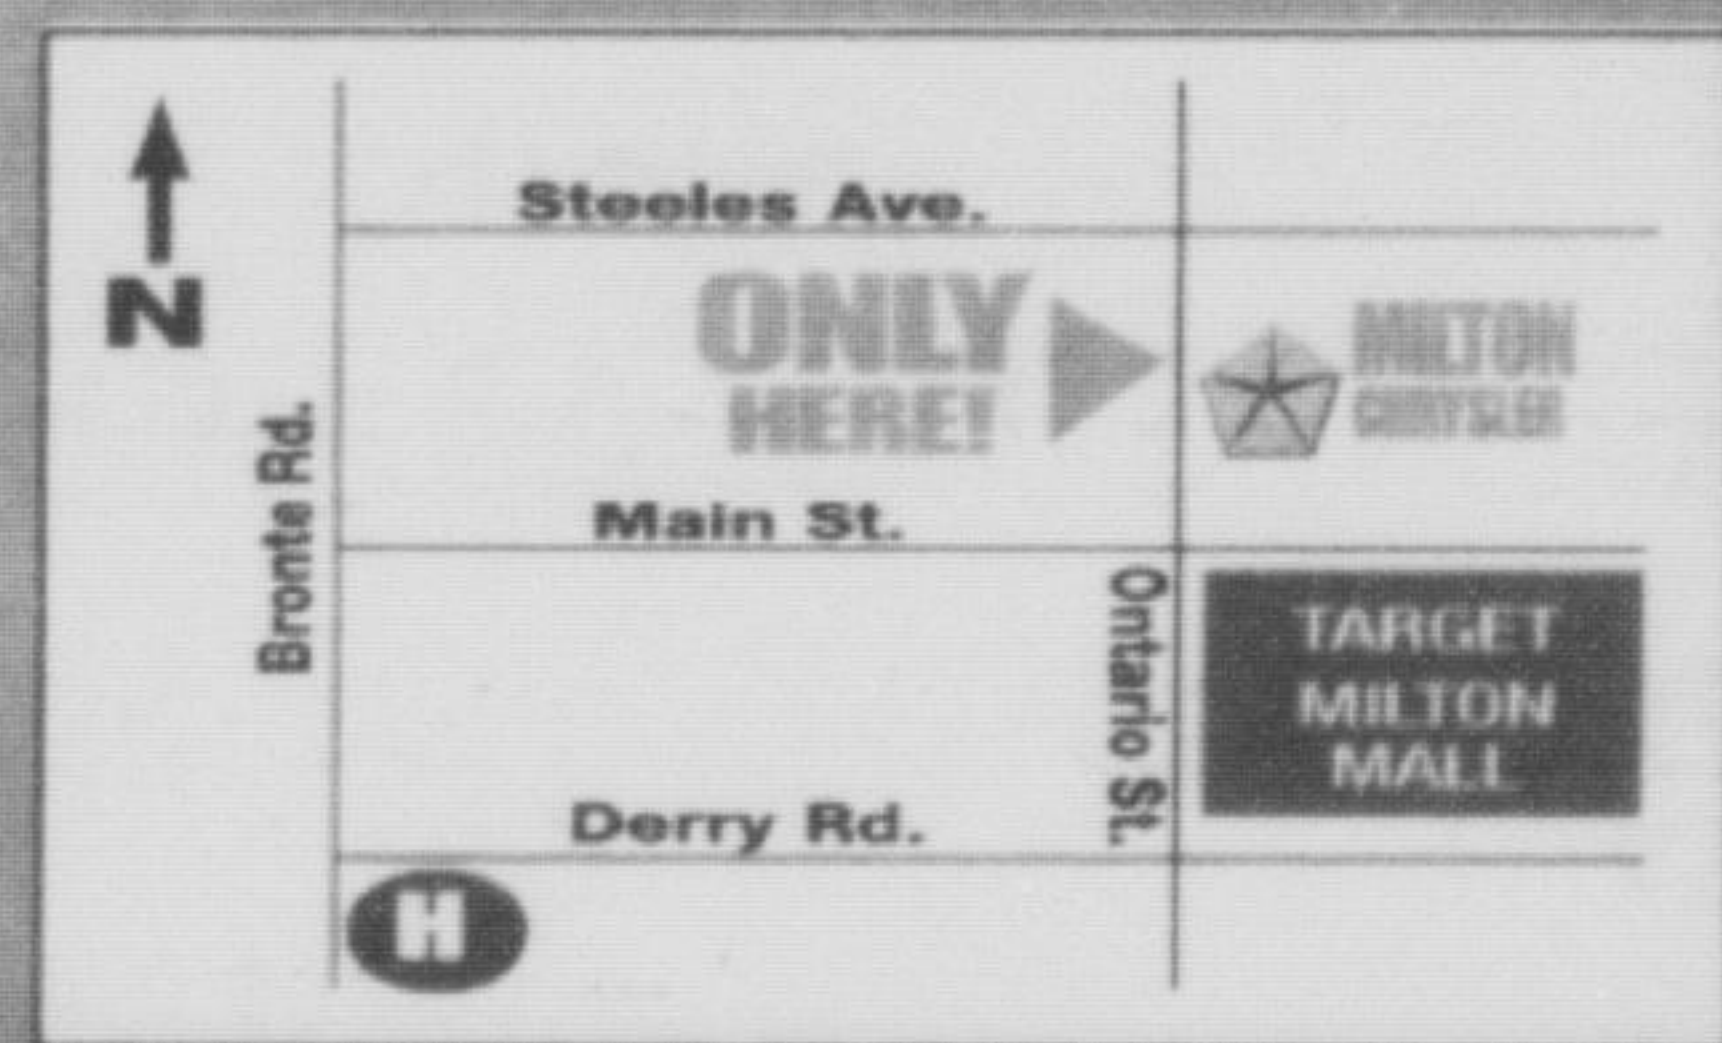 N
Steeles Ave.
ONLY
HERE!
MILTON
CHRYSLER
Bronte Rd.
Main St.
Ontario St.
TARGET
MILTON
MALL
Derry Rd.
H